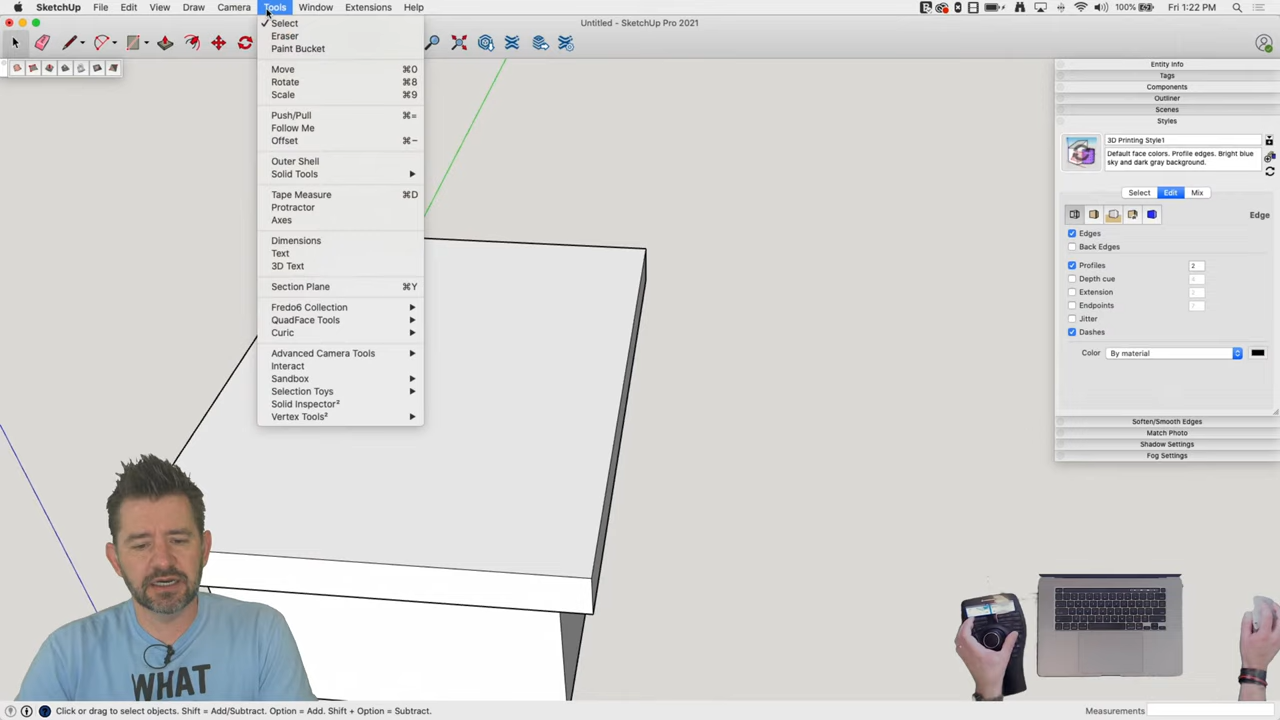 SketchUp File Edit View Draw Camera Tools Window Extensions Help 100% Fri 1:22 PM
Untitled - SketchUp Pro 2021
Select
Eraser
Paint Bucket
Move ⌘0
Rotate ⌘8
Scale ⌘9
Push/Pull ⌘=
Follow Me
Offset ⌘-
Outer Shell
Solid Tools
Tape Measure ⌘D
Protractor
Axes
Dimensions
Text
3D Text
Section Plane ⌘Y
Fredo6 Collection
QuadFace Tools
Curic
Advanced Camera Tools
Interact
Sandbox
Selection Toys
Solid Inspector²
Vertex Tools²
Entity Info
Tags
Components
Outliner
Scenes
Styles
3D Printing Style1
Default face colors. Profile edges. Bright blue
sky and dark gray background.
Select Edit Mix
Edge
Edges
Back Edges
Profiles 2
Depth cue
Extension
Endpoints
Jitter
Dashes
Color By material
Soften/Smooth Edges
Match Photo
Shadow Settings
Fog Settings
WHAT
Click or drag to select objects. Shift = Add/Subtract. Option = Add. Shift + Option = Subtract.
Measurements